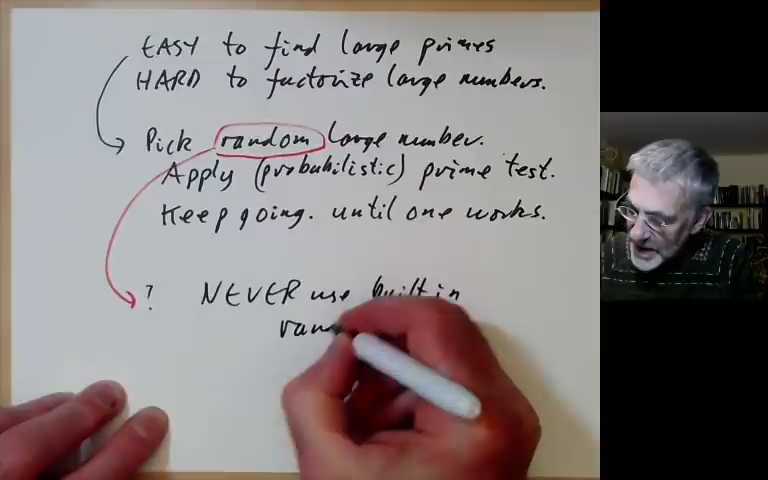 EASY to find large primes
HARD to factorize large numbers.
Pick random large number.
Apply (probabilistic) prime test.
Keep going. until one works.
? NEVER use built in
ran